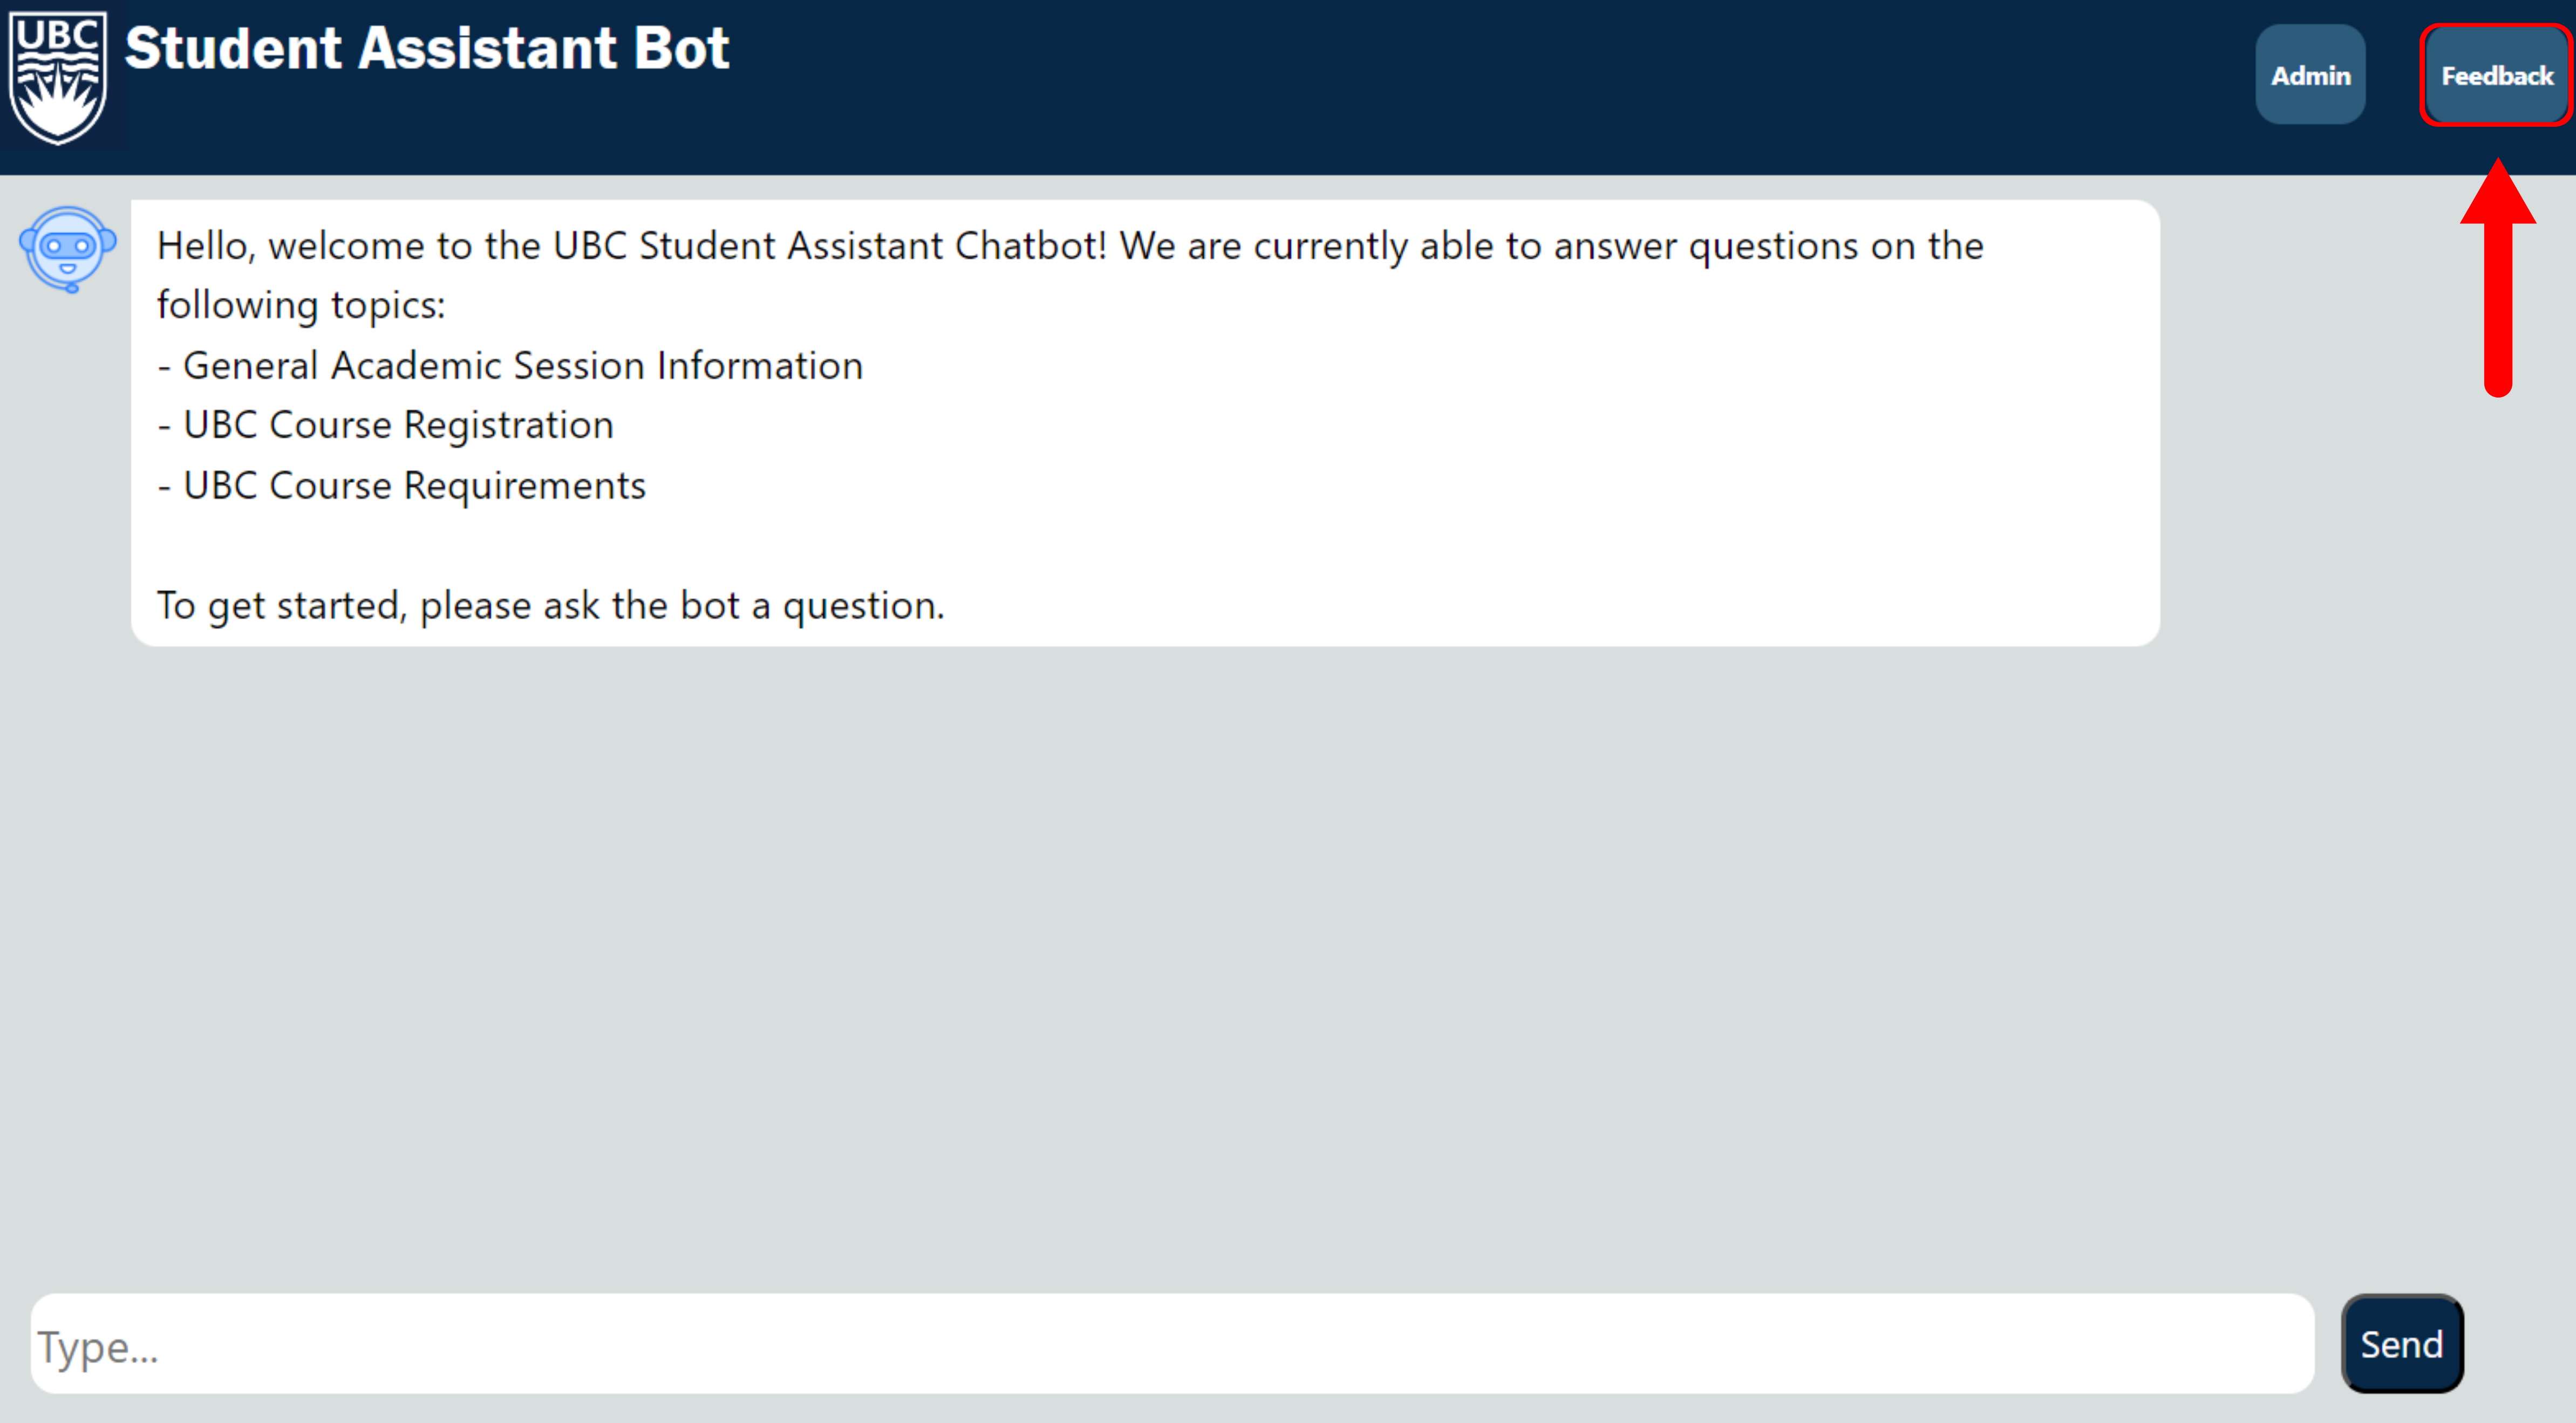 UBC
Student Assistant Bot
Admin
Feedback
Hello, welcome to the UBC Student Assistant Chatbot! We are currently able to answer questions on the
following topics:
- General Academic Session Information
- UBC Course Registration
- UBC Course Requirements
To get started, please ask the bot a question.
Type...
Send